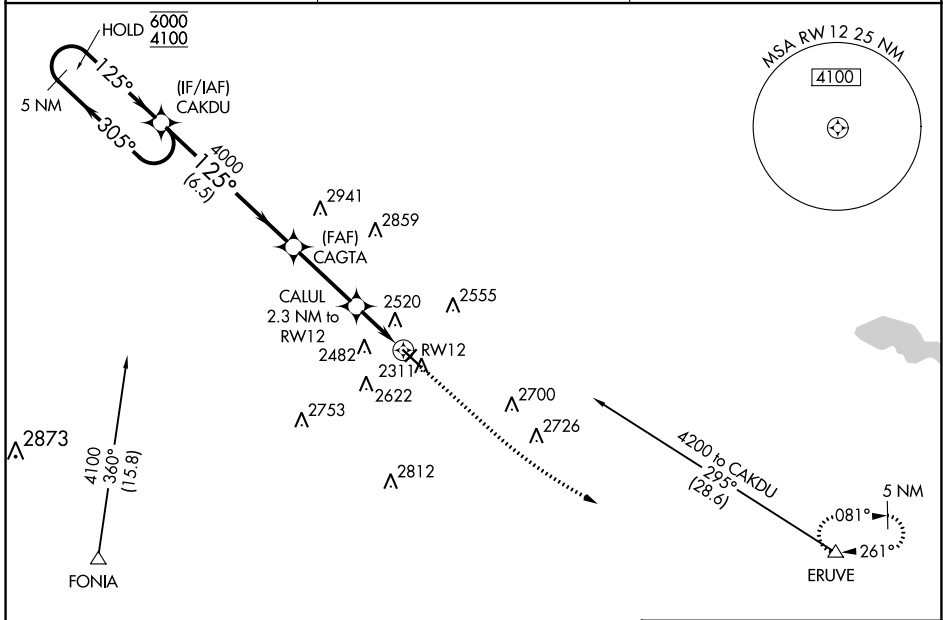 HOLD 6000
4100
MSA RW 12 25 NM
4100
125°
5 NM
305°
(IF/IAF)
CAKDU
4000
125°
(6.5)
2941
2859
(FAF)
CAGTA
CALUL
2.3 NM to
RW12
2520
2555
2482
RW12
2311
2622
2753
2700
2726
2812
2873
4100
360°
(15.8)
FONIA
4200 to CAKDU
295°
(28.6)
5 NM
081°
261°
ERUVE